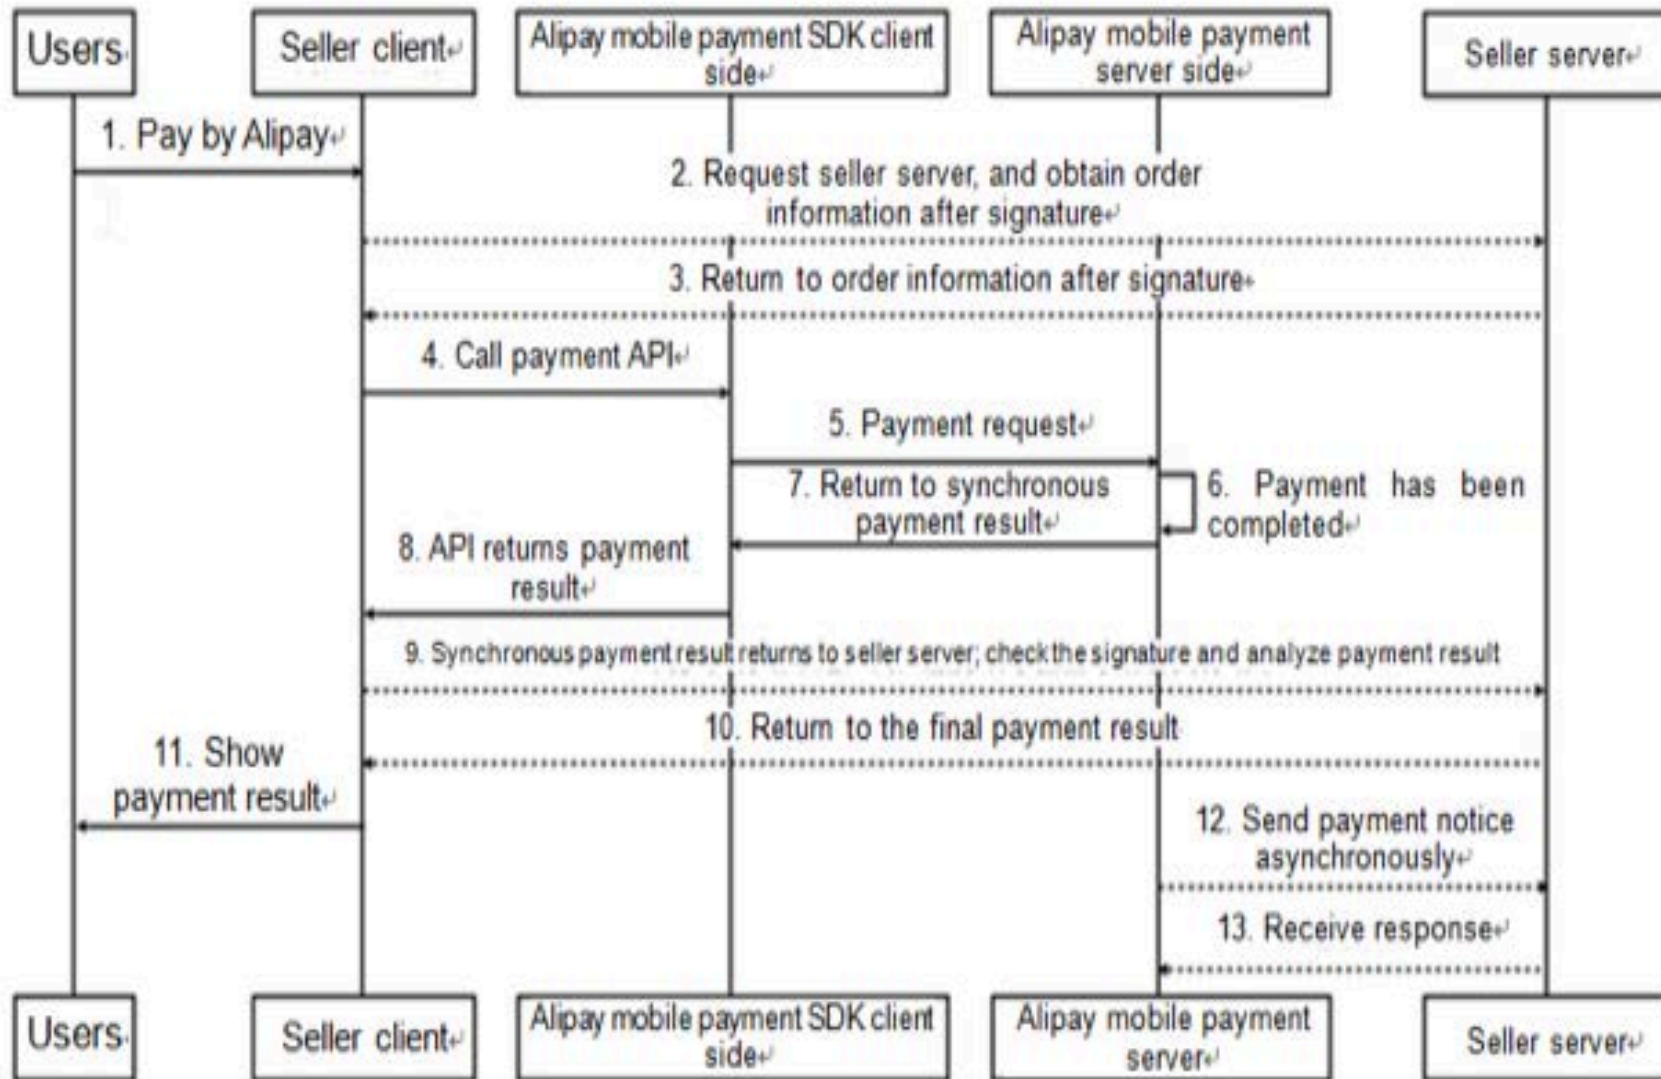 Users
Seller client
Alipay mobile payment SDK client
side
Alipay mobile payment
server side
Seller server
1. Pay by Alipay
2. Request seller server, and obtain order
information after signature
3. Return to order information after signature
4. Call payment API
5. Payment request
7. Return to synchronous
payment result
6. Payment has been
completed
8. API returns payment
result
9. Synchronous payment result returns to seller server; check the signature and analyze payment result
10. Return to the final payment result
11. Show
payment result
12. Send payment notice
asynchronously
13. Receive response
Users
Seller client
Alipay mobile payment SDK client
side
Alipay mobile payment
server
Seller server